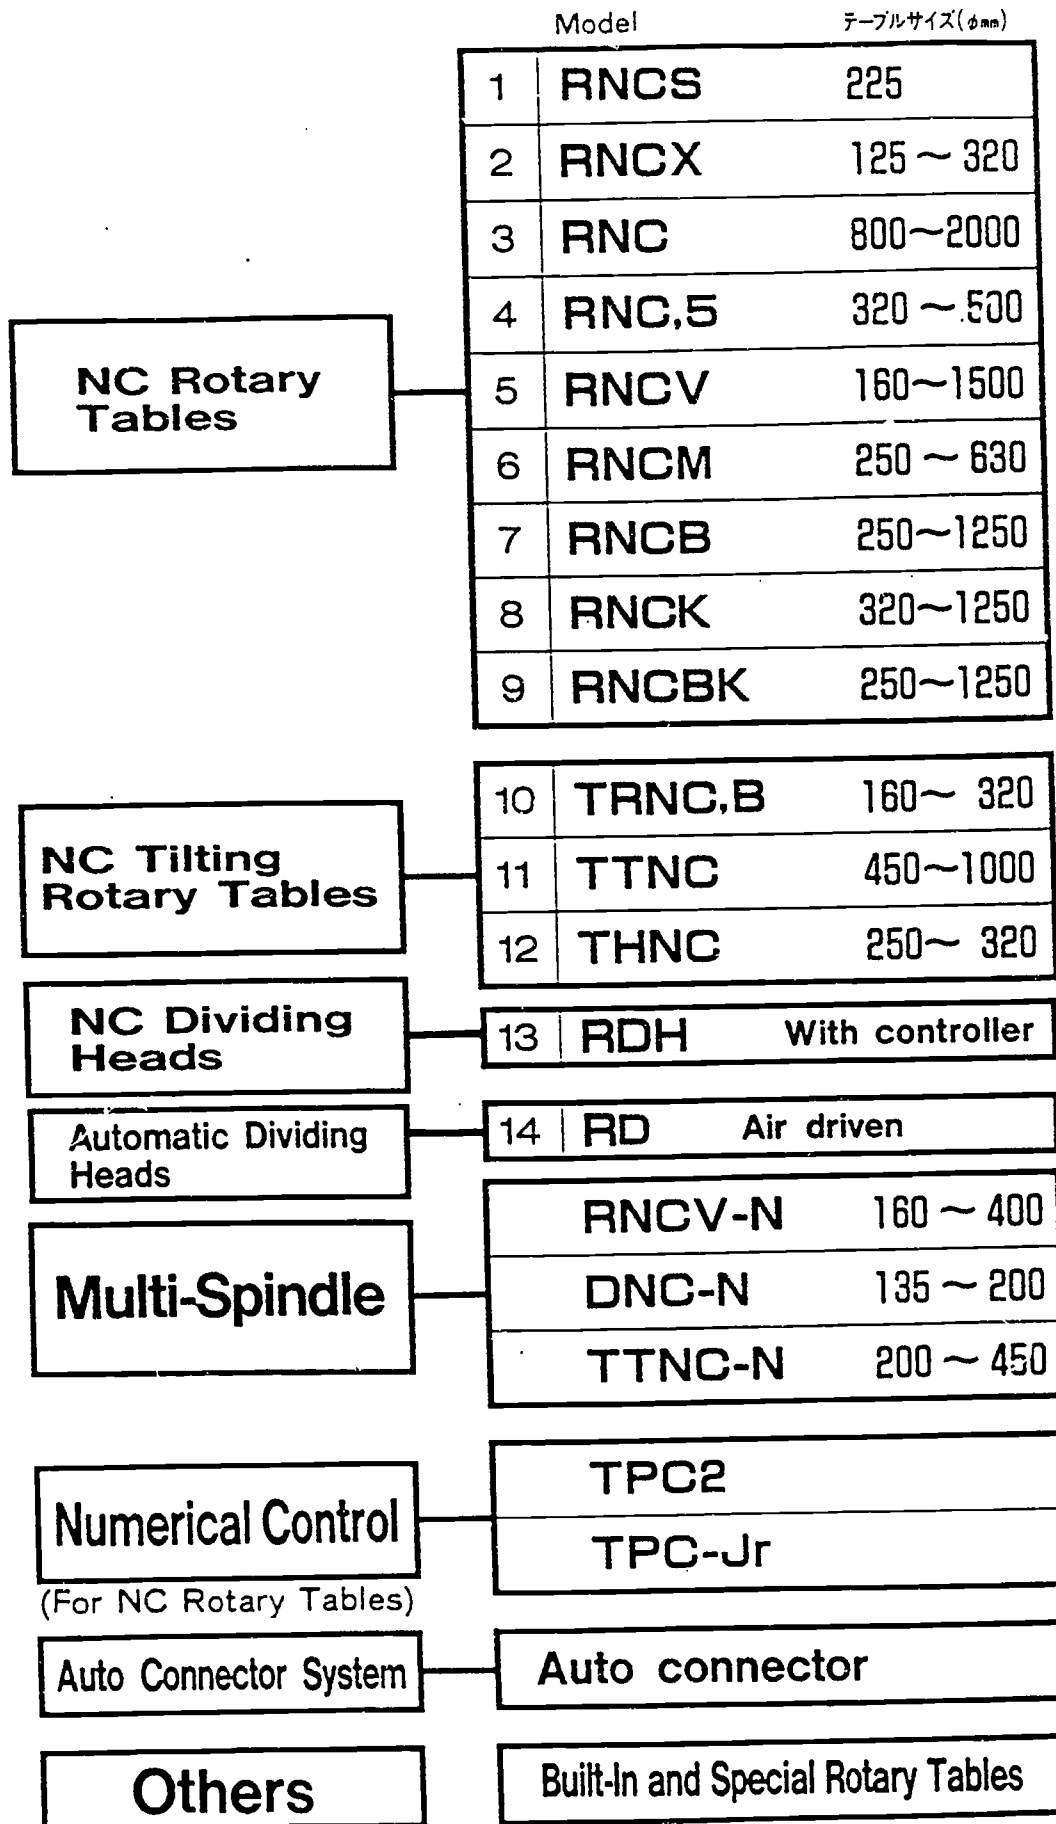 Model テーブルサイズ(φmm)
1 RNCS 225
2 RNCX 125～320
3 RNC 800～2000
4 RNC,5 320～500
NC Rotary
Tables
5 RNCV 160～1500
6 RNCM 250～630
7 RNCB 250～1250
8 RNCK 320～1250
9 RNCBK 250～1250
10 TRNC,B 160～ 320
NC Tilting
Rotary Tables
11 TTNC 450～1000
12 THNC 250～ 320
NC Dividing
Heads
13 RDH With controller
Automatic Dividing
Heads
14 RD Air driven
Multi-Spindle
RNCV-N 160～400
DNC-N 135～200
TTNC-N 200～450
Numerical Control
(For NC Rotary Tables)
TPC2
TPC-Jr
Auto Connector System
Auto connector
Others
Built-In and Special Rotary Tables